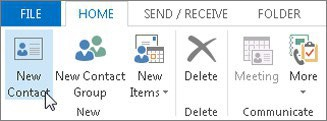 FILE HOME SEND / RECEIVE FOLDER
New Contact
New Contact Group
New Items
Delete
Meeting
More
New
Delete
Communicate